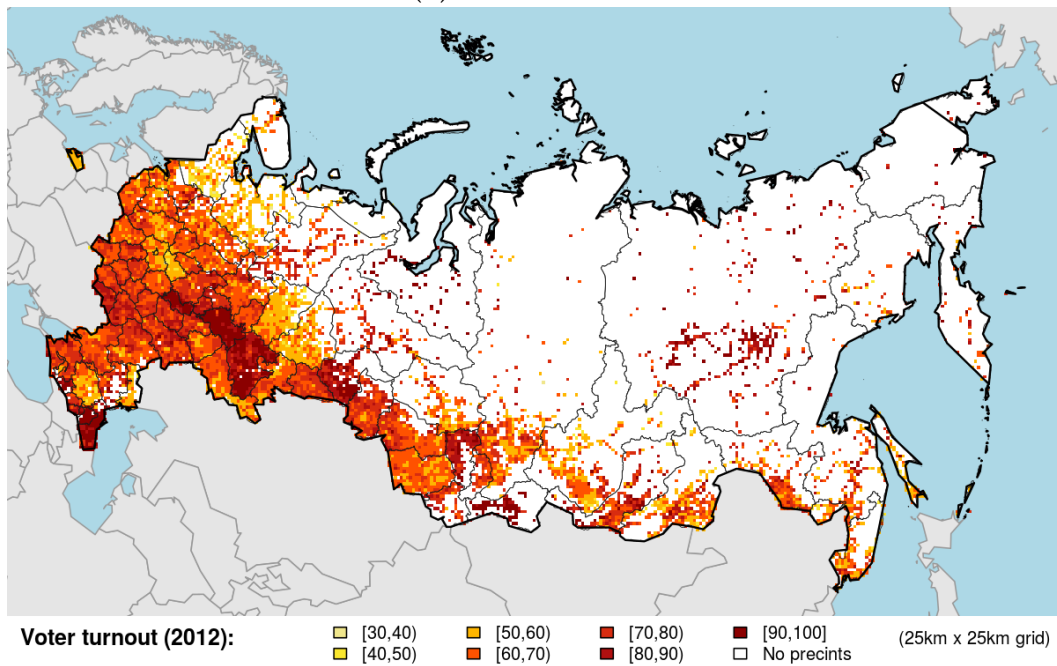 Voter turnout (2012):
[30,40) [50,60) [70,80) [90,100] (25km x 25km grid)
[40,50) [60,70) [80,90) No precints